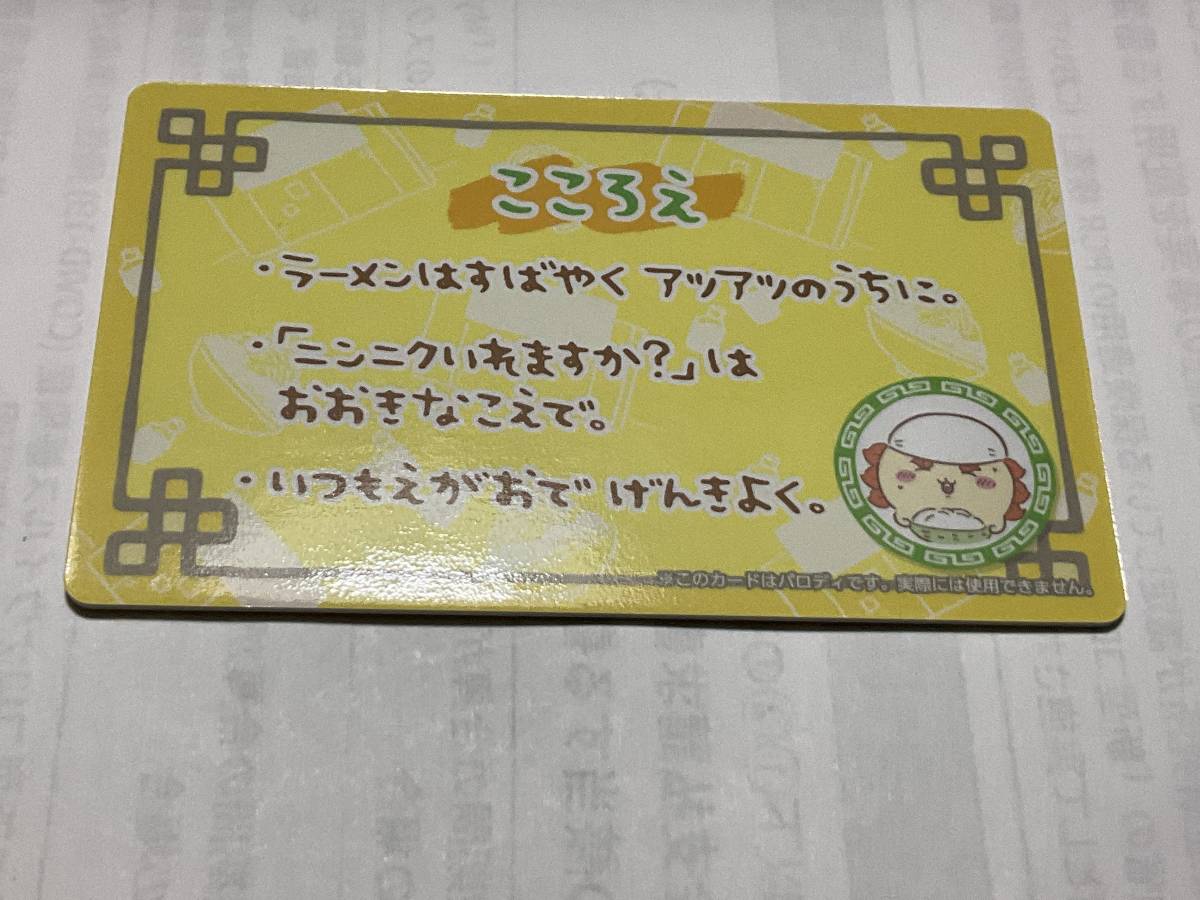 こころえ
・ラーメンはすばやく アツアツのうちに。
・「ニンニクいれますか?」は
おおきなこえで。
・いつもえがおで げんきよく。
※このカードはパロディです。実際には使用できません。